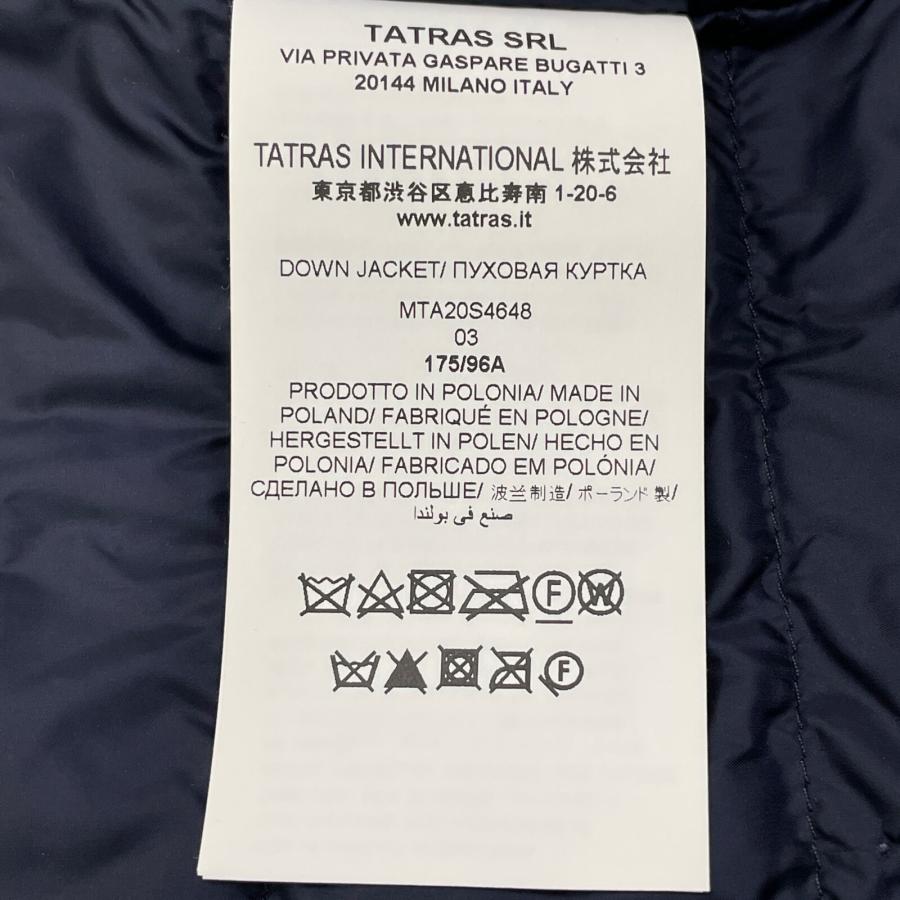 TATRAS SRL
VIA PRIVATA GASPARE BUGATTI 3
20144 MILANO ITALY
TATRAS INTERNATIONAL 株式会社
東京都渋谷区恵比寿南 1-20-6
www.tatras.it
DOWN JACKET/ ПУХОВАЯ КУРТКА
MTA20S4648
03
175/96A
PRODOTTO IN POLONIA/ MADE IN
POLAND/ FABRIQUÉ EN POLOGNE/
HERGESTELLT IN POLEN/ HECHO EN
POLONIA/ FABRICADO EM POLÓNIA/
СДЕЛАНО В ПОЛЬШЕ/ 波兰制造/ ポーランド製/
صنع في بولندا
F W
F